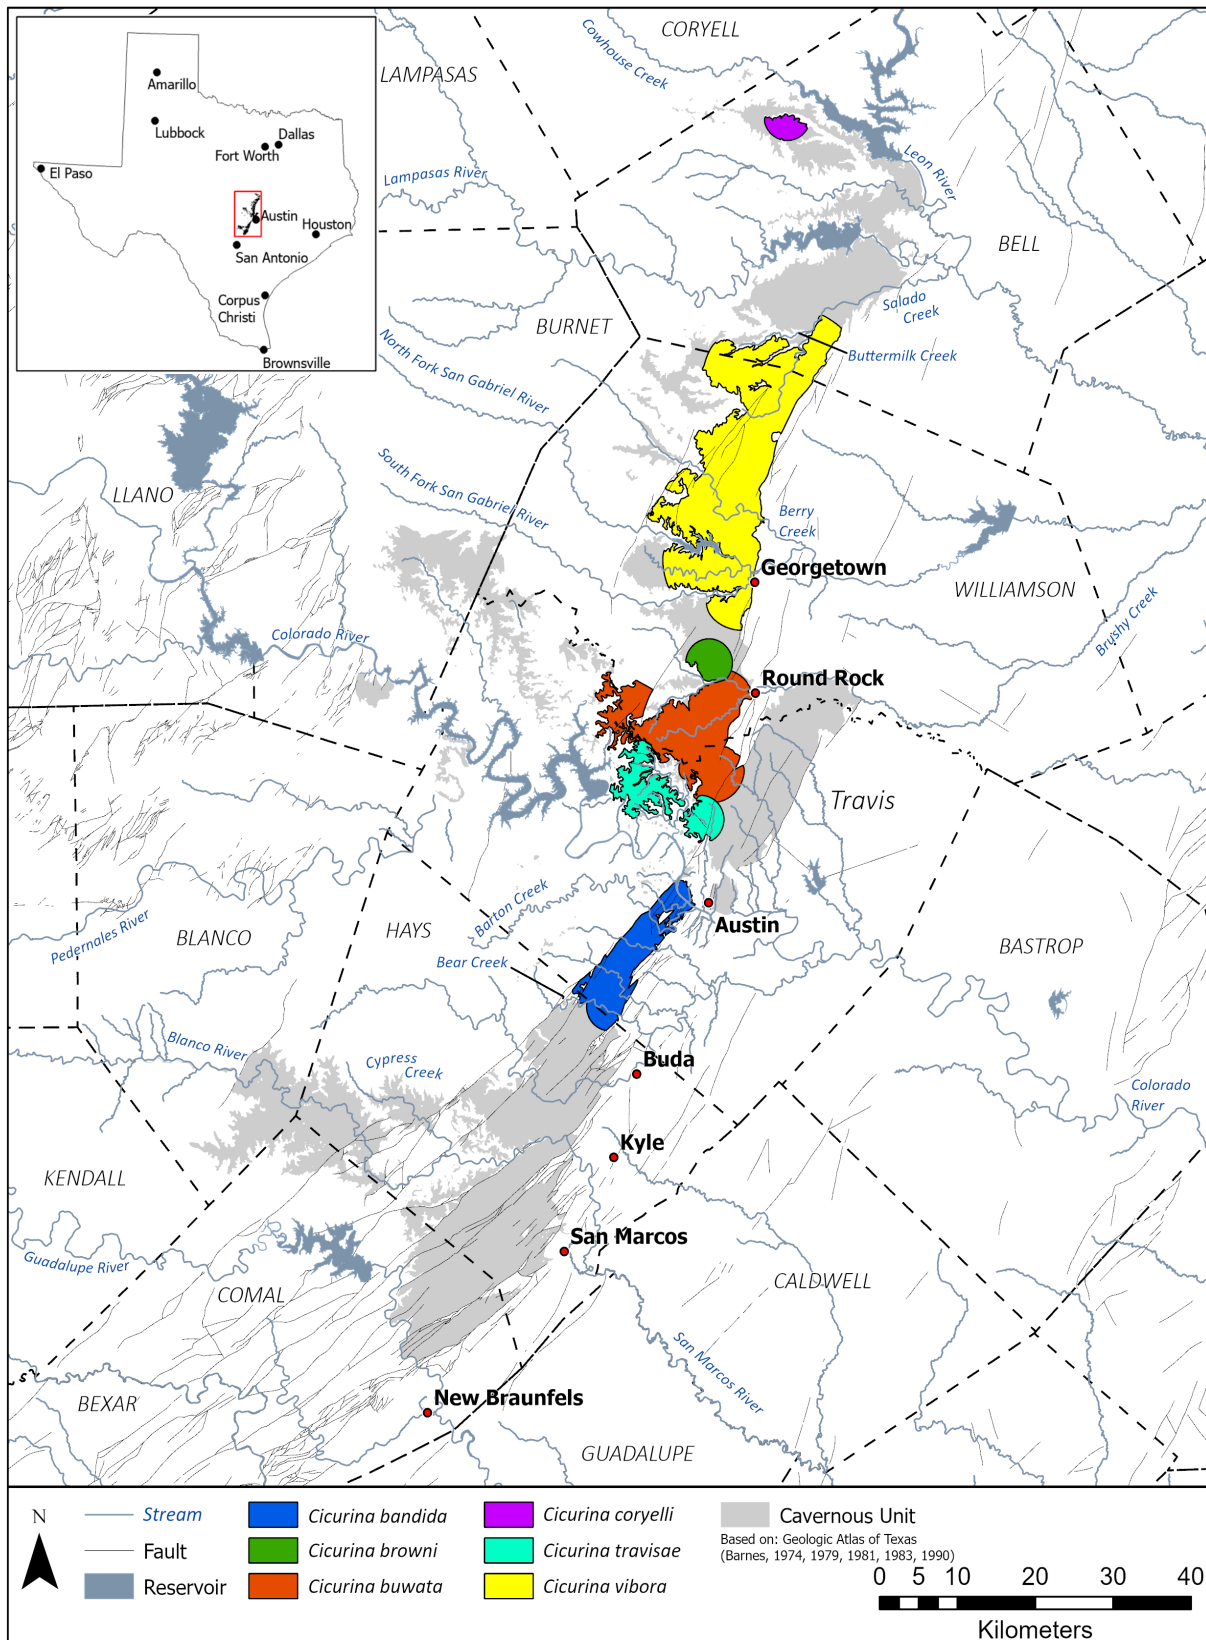 Amarillo
Lubbock
Dallas
Fort Worth
El Paso
Austin
Houston
San Antonio
Corpus
Christi
Brownsville
CORYELL
Cowhouse Creek
LAMPASAS
Leon River
Lampasas River
BELL
Salado
Creek
BURNET
Buttermilk Creek
North Fork San Gabriel River
South Fork San Gabriel River
LLANO
Berry
Creek
Georgetown
WILLIAMSON
Brushy Creek
Colorado River
Round Rock
Travis
Barton Creek
Austin
Pedernales River
BLANCO
HAYS
BASTROP
Bear Creek
Blanco River
Cypress
Creek
Buda
Colorado
River
Kyle
KENDALL
San Marcos
Guadalupe River
COMAL
CALDWELL
San Marcos River
BEXAR
New Braunfels
GUADALUPE
N
Stream
Fault
Reservoir
Cicurina bandida
Cicurina browni
Cicurina buwata
Cicurina coryelli
Cicurina travisae
Cicurina vibora
Cavernous Unit
Based on: Geologic Atlas of Texas
(Barnes, 1974, 1979, 1981, 1983, 1990)
0 5 10 20 30 40
Kilometers